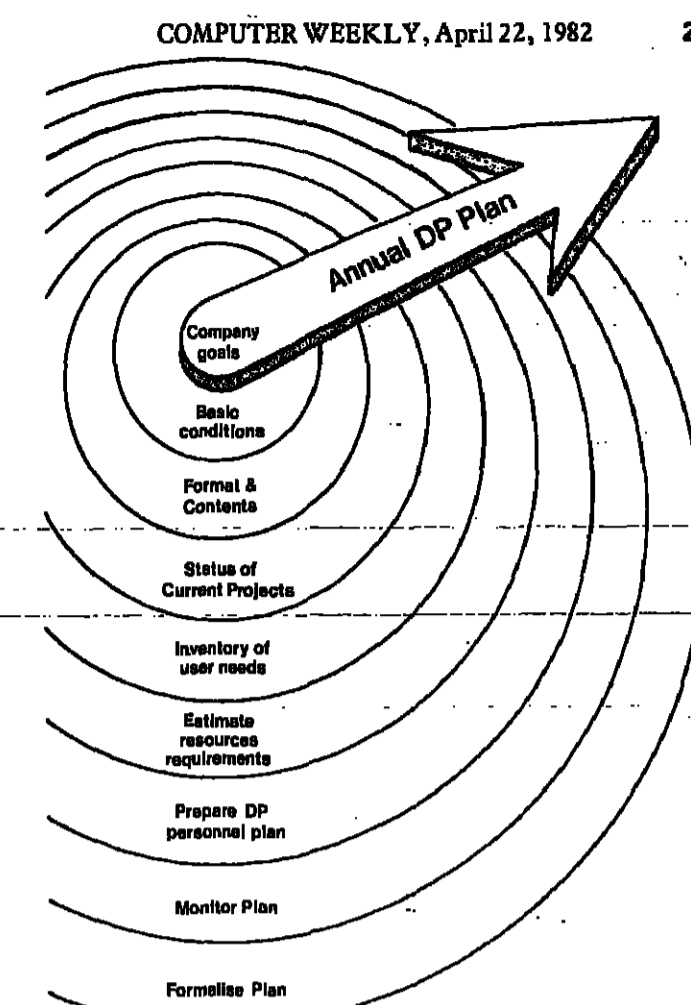 COMPUTER WEEKLY, April 22, 1982 2
Annual DP Plan
Company
goals
Basic
conditions
Format &
Contents
Status of
Current Projects
Inventory of
user needs
Estimate
resources
requirements
Prepare DP
personnel plan
Monitor Plan
Formalise Plan